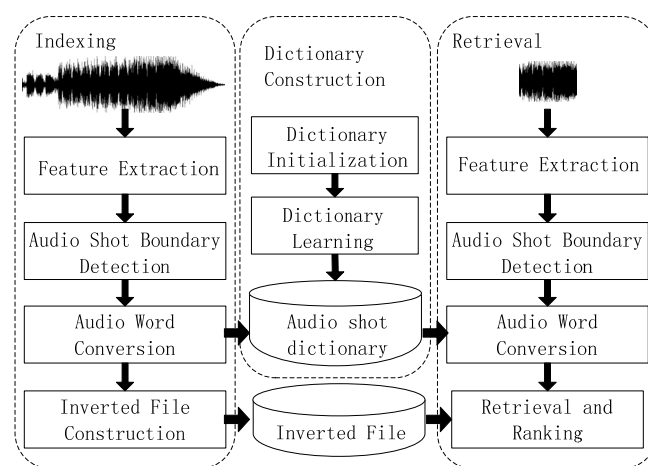 Indexing
Feature Extraction
Audio Shot Boundary
Detection
Audio Word
Conversion
Inverted File
Construction
Dictionary
Construction
Dictionary
Initialization
Dictionary
Learning
Audio shot
dictionary
Inverted File
Retrieval
Feature Extraction
Audio Shot Boundary
Detection
Audio Word
Conversion
Retrieval and
Ranking